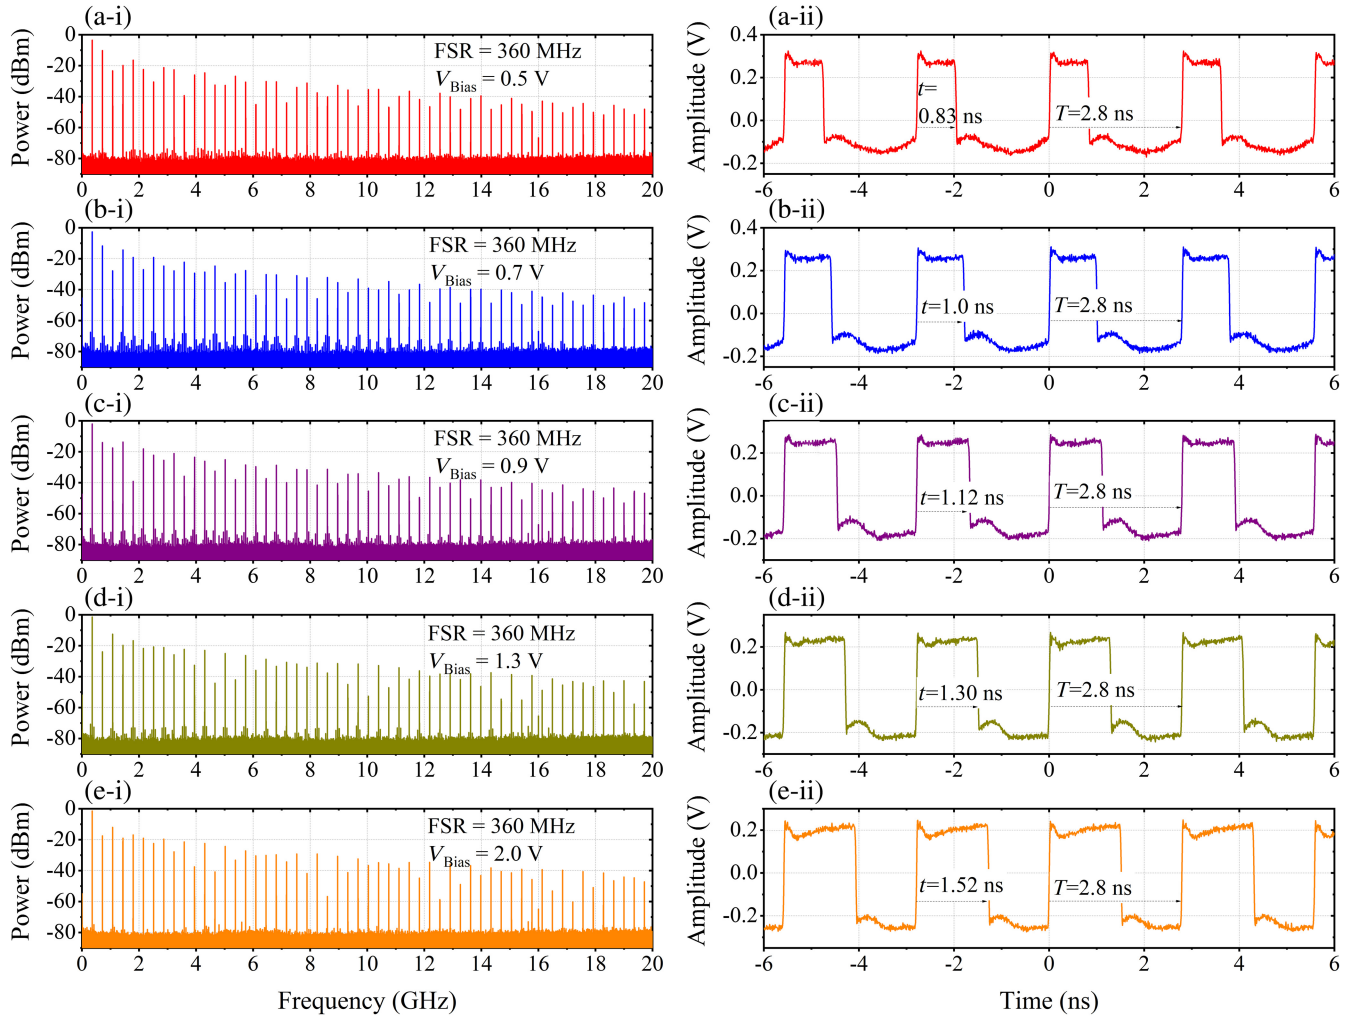 (a-i)
Power (dBm)
0
-20
-40
-60
-80
FSR = 360 MHz
VBias = 0.5 V
0 2 4 6 8 10 12 14 16 18 20
(a-ii)
Amplitude (V)
0.4
0.2
0.0
-0.2
t=
0.83 ns
T=2.8 ns
-6 -4 -2 0 2 4 6
(b-i)
Power (dBm)
0
-20
-40
-60
-80
FSR = 360 MHz
VBias = 0.7 V
0 2 4 6 8 10 12 14 16 18 20
(b-ii)
Amplitude (V)
0.4
0.2
0.0
-0.2
t=1.0 ns
T=2.8 ns
-6 -4 -2 0 2 4 6
(c-i)
Power (dBm)
0
-20
-40
-60
-80
FSR = 360 MHz
VBias = 0.9 V
0 2 4 6 8 10 12 14 16 18 20
(c-ii)
Amplitude (V)
0.2
0.0
-0.2
t=1.12 ns
T=2.8 ns
-6 -4 -2 0 2 4 6
(d-i)
Power (dBm)
0
-20
-40
-60
-80
FSR = 360 MHz
VBias = 1.3 V
0 2 4 6 8 10 12 14 16 18 20
(d-ii)
Amplitude (V)
0.2
0.0
-0.2
t=1.30 ns
T=2.8 ns
-6 -4 -2 0 2 4 6
(e-i)
Power (dBm)
0
-20
-40
-60
-80
FSR = 360 MHz
VBias = 2.0 V
0 2 4 6 8 10 12 14 16 18 20
Frequency (GHz)
(e-ii)
Amplitude (V)
0.2
0.0
-0.2
t=1.52 ns
T=2.8 ns
-6 -4 -2 0 2 4 6
Time (ns)